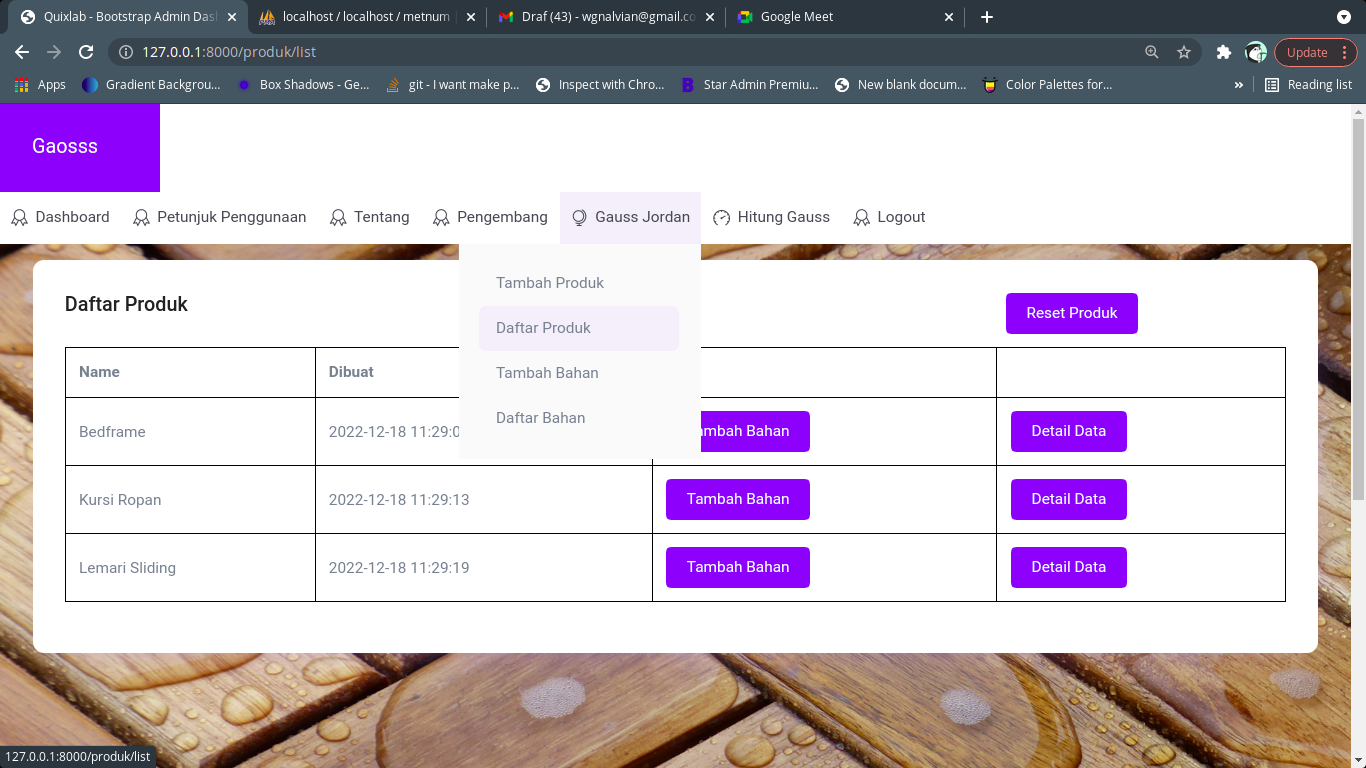 Quixlab - Bootstrap Admin Das
localhost / localhost / metnum
Draf (43) - wgnalvian@gmail.co
Google Meet
127.0.0.1:8000/produk/list
Update
Apps
Gradient Backgrou...
Box Shadows - Ge...
git - I want make p...
Inspect with Chro...
Star Admin Premiu...
New blank docum...
Color Palettes for...
»
Reading list
Gaosss
Dashboard
Petunjuk Penggunaan
Tentang
Pengembang
Gauss Jordan
Hitung Gauss
Logout
Tambah Produk
Daftar Produk
Tambah Bahan
Daftar Bahan
Daftar Produk
Reset Produk
Name Dibuat
Bedframe 2022-12-18 11:29:0 ambah Bahan Detail Data
Kursi Ropan 2022-12-18 11:29:13 Tambah Bahan Detail Data
Lemari Sliding 2022-12-18 11:29:19 Tambah Bahan Detail Data
127.0.0.1:8000/produk/list